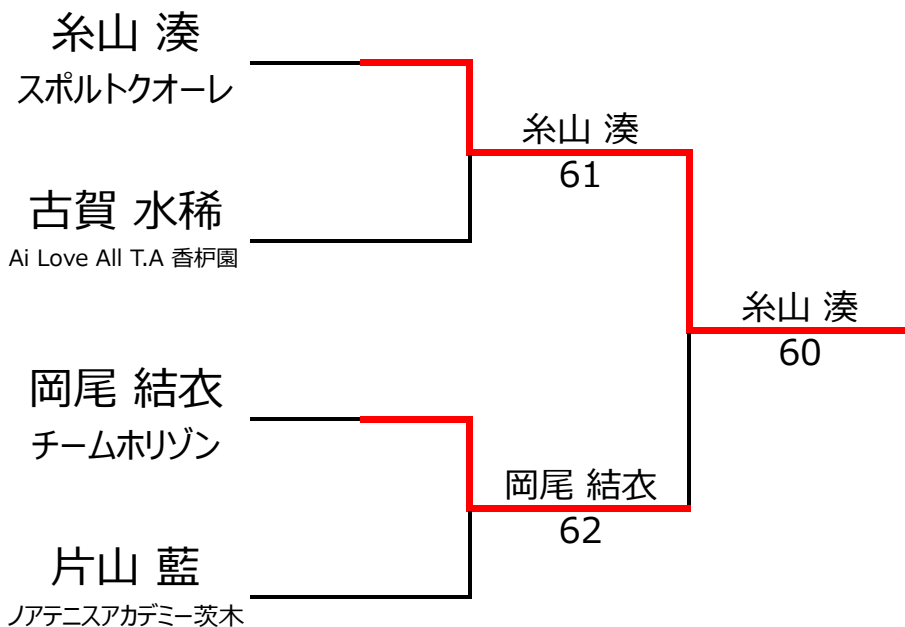 糸山 湊
スポルトクオーレ
古賀 水稀
Ai Love All T.A 香枦園
岡尾 結衣
チームホリゾン
片山 藍
ノアテニスアカデミー茨木
糸山 湊
61
岡尾 結衣
62
糸山 湊
60